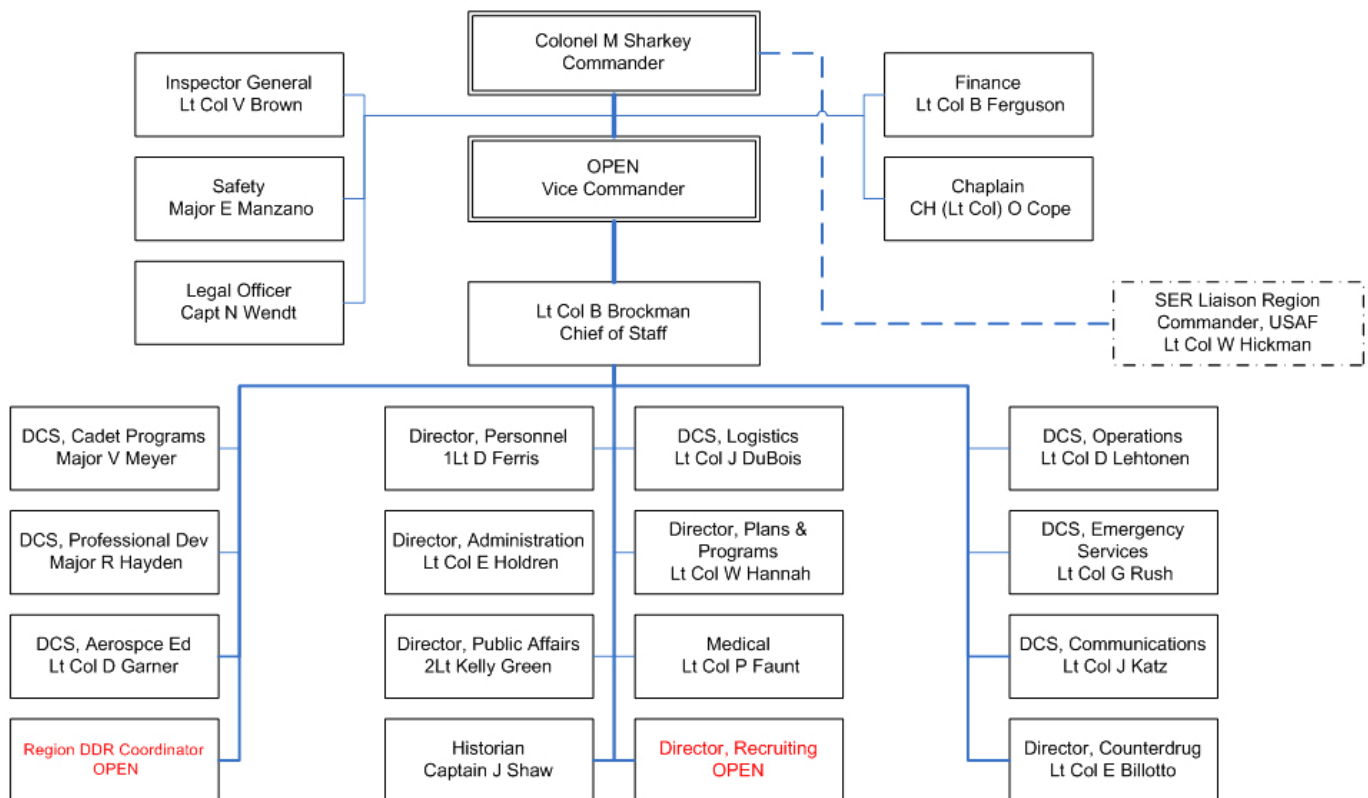 Colonel M Sharkey
Commander
Inspector General
Lt Col V Brown
Finance
Lt Col B Ferguson
OPEN
Vice Commander
Safety
Major E Manzano
Chaplain
CH (Lt Col) O Cope
Legal Officer
Capt N Wendt
Lt Col B Brockman
Chief of Staff
SER Liaison Region
Commander, USAF
Lt Col W Hickman
DCS, Cadet Programs
Major V Meyer
Director, Personnel
1Lt D Ferris
DCS, Logistics
Lt Col J DuBois
DCS, Operations
Lt Col D Lehtonen
DCS, Professional Dev
Major R Hayden
Director, Administration
Lt Col E Holdren
Director, Plans &
Programs
Lt Col W Hannah
DCS, Emergency
Services
Lt Col G Rush
DCS, Aerospce Ed
Lt Col D Garner
Director, Public Affairs
2Lt Kelly Green
Medical
Lt Col P Faunt
DCS, Communications
Lt Col J Katz
Region DDR Coordinator
OPEN
Historian
Captain J Shaw
Director, Recruiting
OPEN
Director, Counterdrug
Lt Col E Billotto